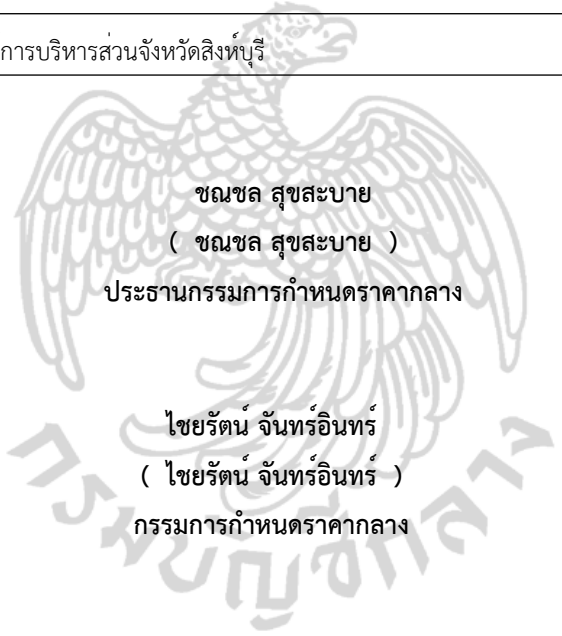 การบริหารส่วนจังหวัดสิงห์บุรี
ชณชล สุขสะบาย
( ชณชล สุขสะบาย )
ประธานกรรมการกำหนดราคากลาง
ไชยรัตน์ จันทร์อินทร์
( ไชยรัตน์ จันทร์อินทร์ )
กรรมการกำหนดราคากลาง
กรมบัญชีกลาง